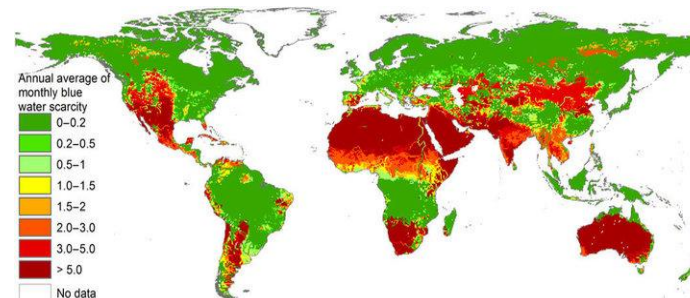 Annual average of
monthly blue
water scarcity
0–0.2
0.2–0.5
0.5–1
1.0–1.5
1.5–2
2.0–3.0
3.0–5.0
> 5.0
No data